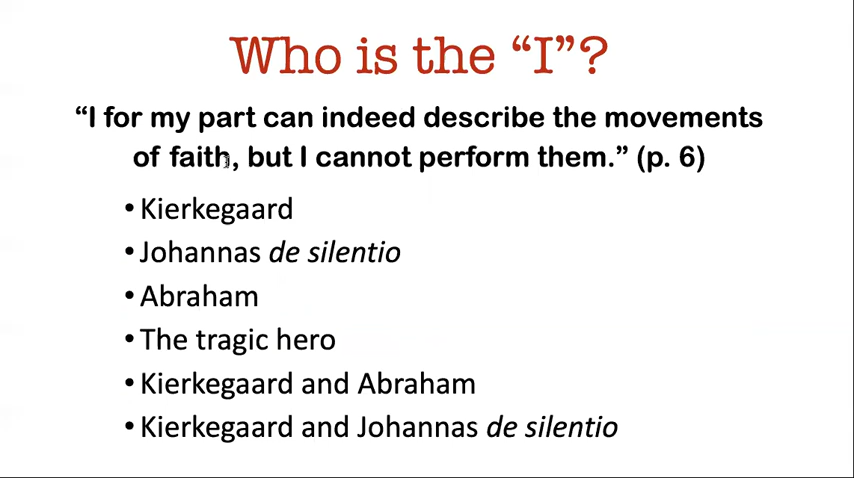 Who is the “I”?
“I for my part can indeed describe the movements
of faith, but I cannot perform them.” (p. 6)
• Kierkegaard
• Johannas de silentio
• Abraham
• The tragic hero
• Kierkegaard and Abraham
• Kierkegaard and Johannas de silentio